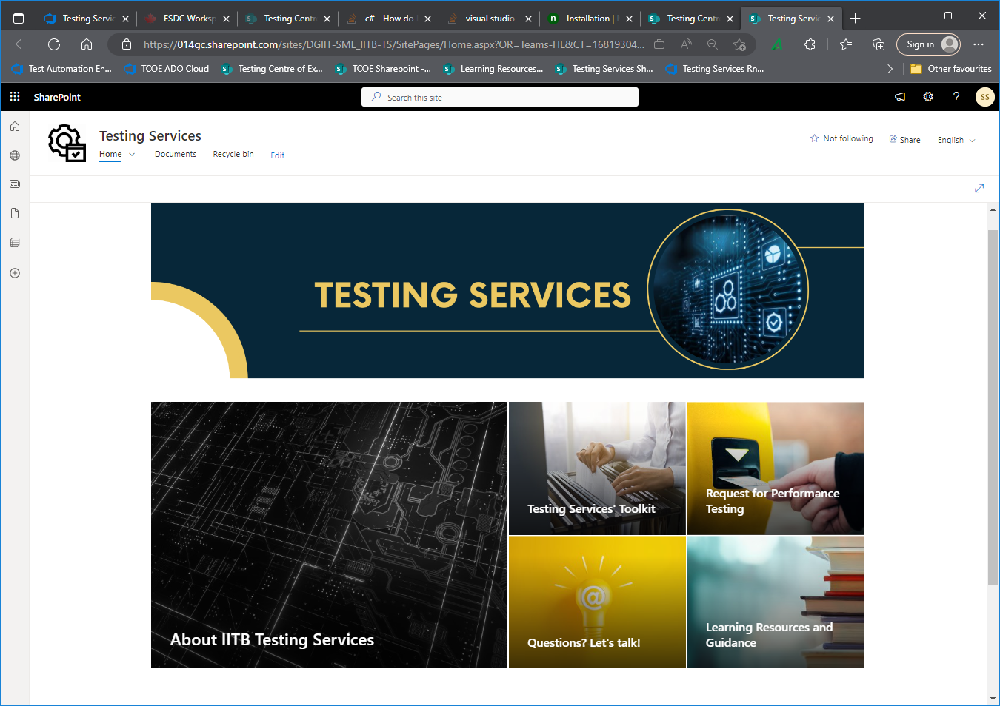 Testing Servic
ESDC Worksp
Testing Centr
c# - How do
visual studio
Installation |
Testing Centr
Testing Servic
https://014gc.sharepoint.com/sites/DGIIT-SME_IITB-TS/SitePages/Home.aspx?OR=Teams-HL&CT=16819304...
Sign in
Test Automation En...
TCOE ADO Cloud
Testing Centre of Ex...
TCOE Sharepoint -...
Learning Resources...
Testing Services Sh...
Testing Services Rn...
Other favourites
SharePoint
Search this site
SS
Testing Services
Not following
Share
English
Home
Documents
Recycle bin
Edit
TESTING SERVICES
About IITB Testing Services
Testing Services' Toolkit
Request for Performance
Testing
Questions? Let's talk!
Learning Resources and
Guidance